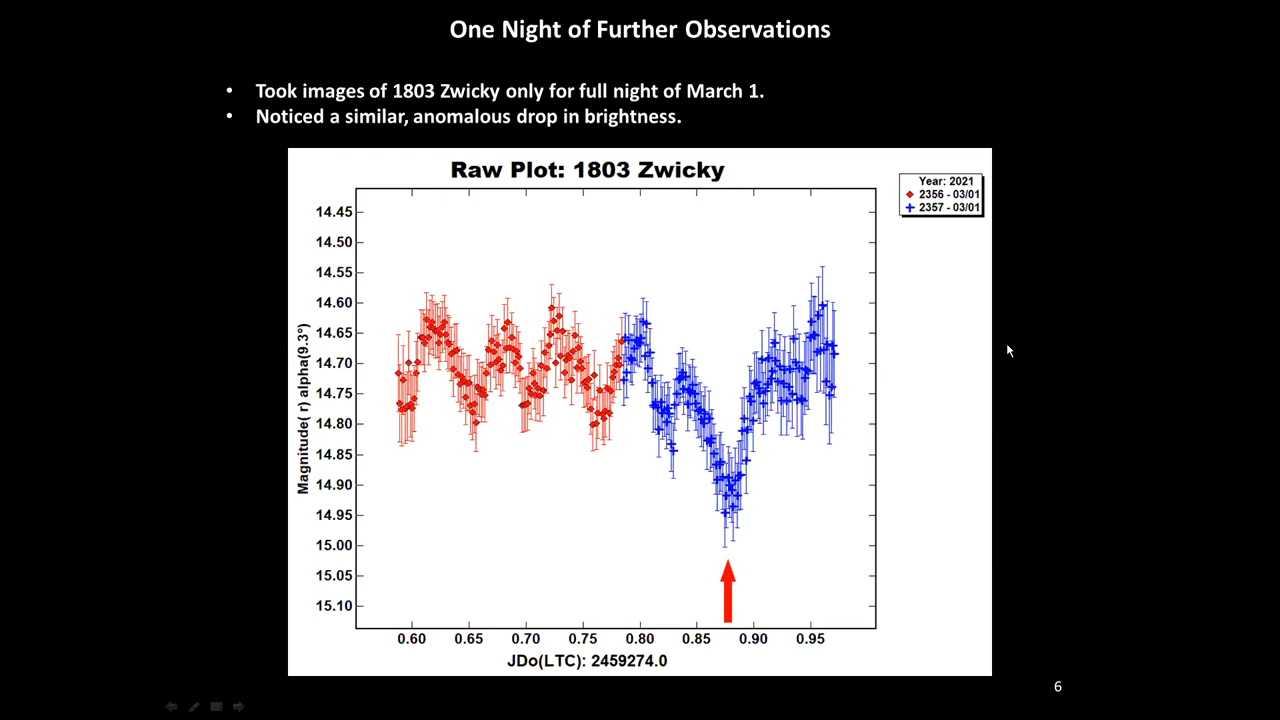 One Night of Further Observations
• Took images of 1803 Zwicky only for full night of March 1.
• Noticed a similar, anomalous drop in brightness.
Raw Plot: 1803 Zwicky
Year: 2021
2356 - 03/01
2357 - 03/01
14.45
14.50
14.55
14.60
14.65
14.70
14.75
14.80
14.85
14.90
14.95
15.00
15.05
15.10
Magnitude( r) alpha(9.3°)
0.60 0.65 0.70 0.75 0.80 0.85 0.90 0.95
JDo(LTC): 2459274.0
6